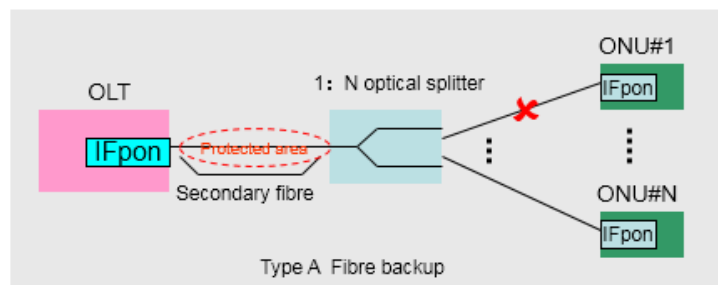 ONU#1
OLT
1：N optical splitter
IFpon
IFpon
Protected area
Secondary fibre
ONU#N
IFpon
Type A Fibre backup